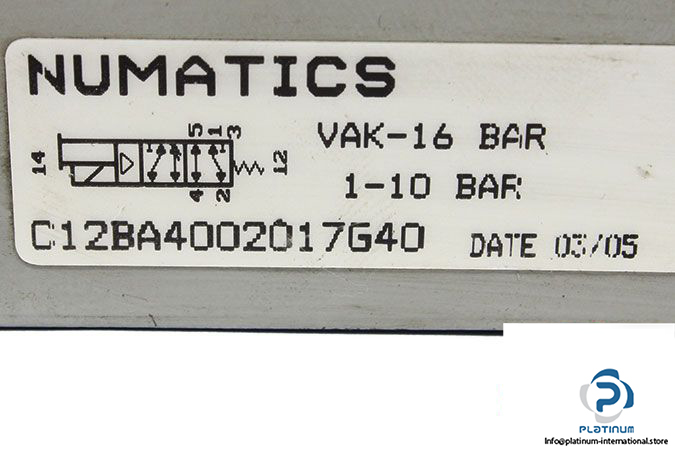 NUMATICS
14
5
1
3
4
2
12
VAK-16 BAR
1-10 BAR
C12BA4002017G40
DATE 03/05
P
PLATINUM
info@platinum-international.store